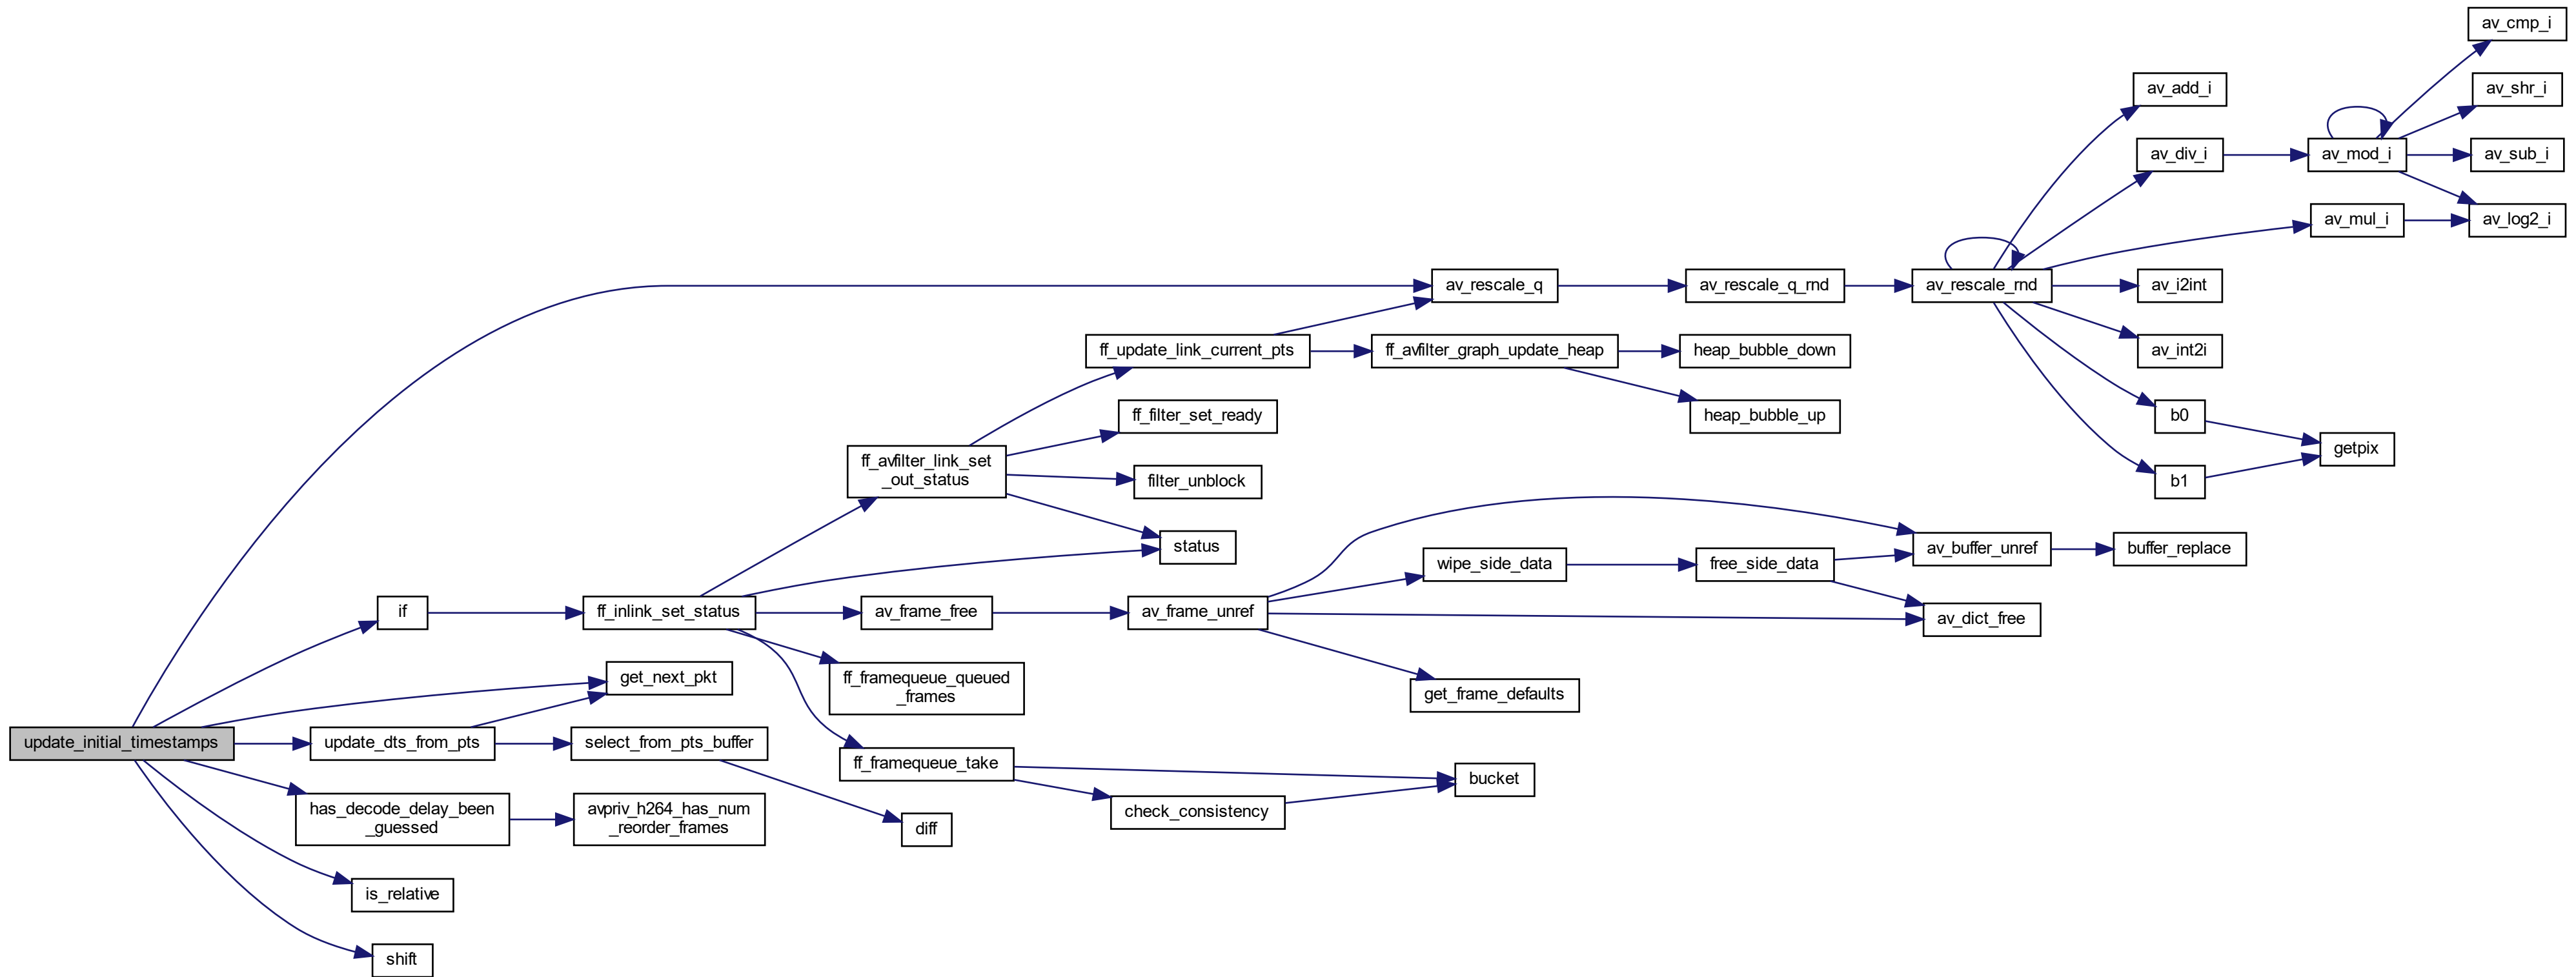 av_cmp_i
av_add_i
av_shr_i
av_div_i
av_mod_i
av_sub_i
av_mul_i
av_log2_i
av_rescale_q
av_rescale_q_rnd
av_rescale_rnd
av_i2int
ff_update_link_current_pts
ff_avfilter_graph_update_heap
heap_bubble_down
av_int2i
ff_filter_set_ready
heap_bubble_up
b0
getpix
ff_avfilter_link_set
_out_status
filter_unblock
b1
status
wipe_side_data
free_side_data
av_buffer_unref
buffer_replace
if
ff_inlink_set_status
av_frame_free
av_frame_unref
av_dict_free
get_next_pkt
ff_framequeue_queued
_frames
get_frame_defaults
update_initial_timestamps
update_dts_from_pts
select_from_pts_buffer
ff_framequeue_take
bucket
has_decode_delay_been
_guessed
avpriv_h264_has_num
_reorder_frames
diff
check_consistency
is_relative
shift